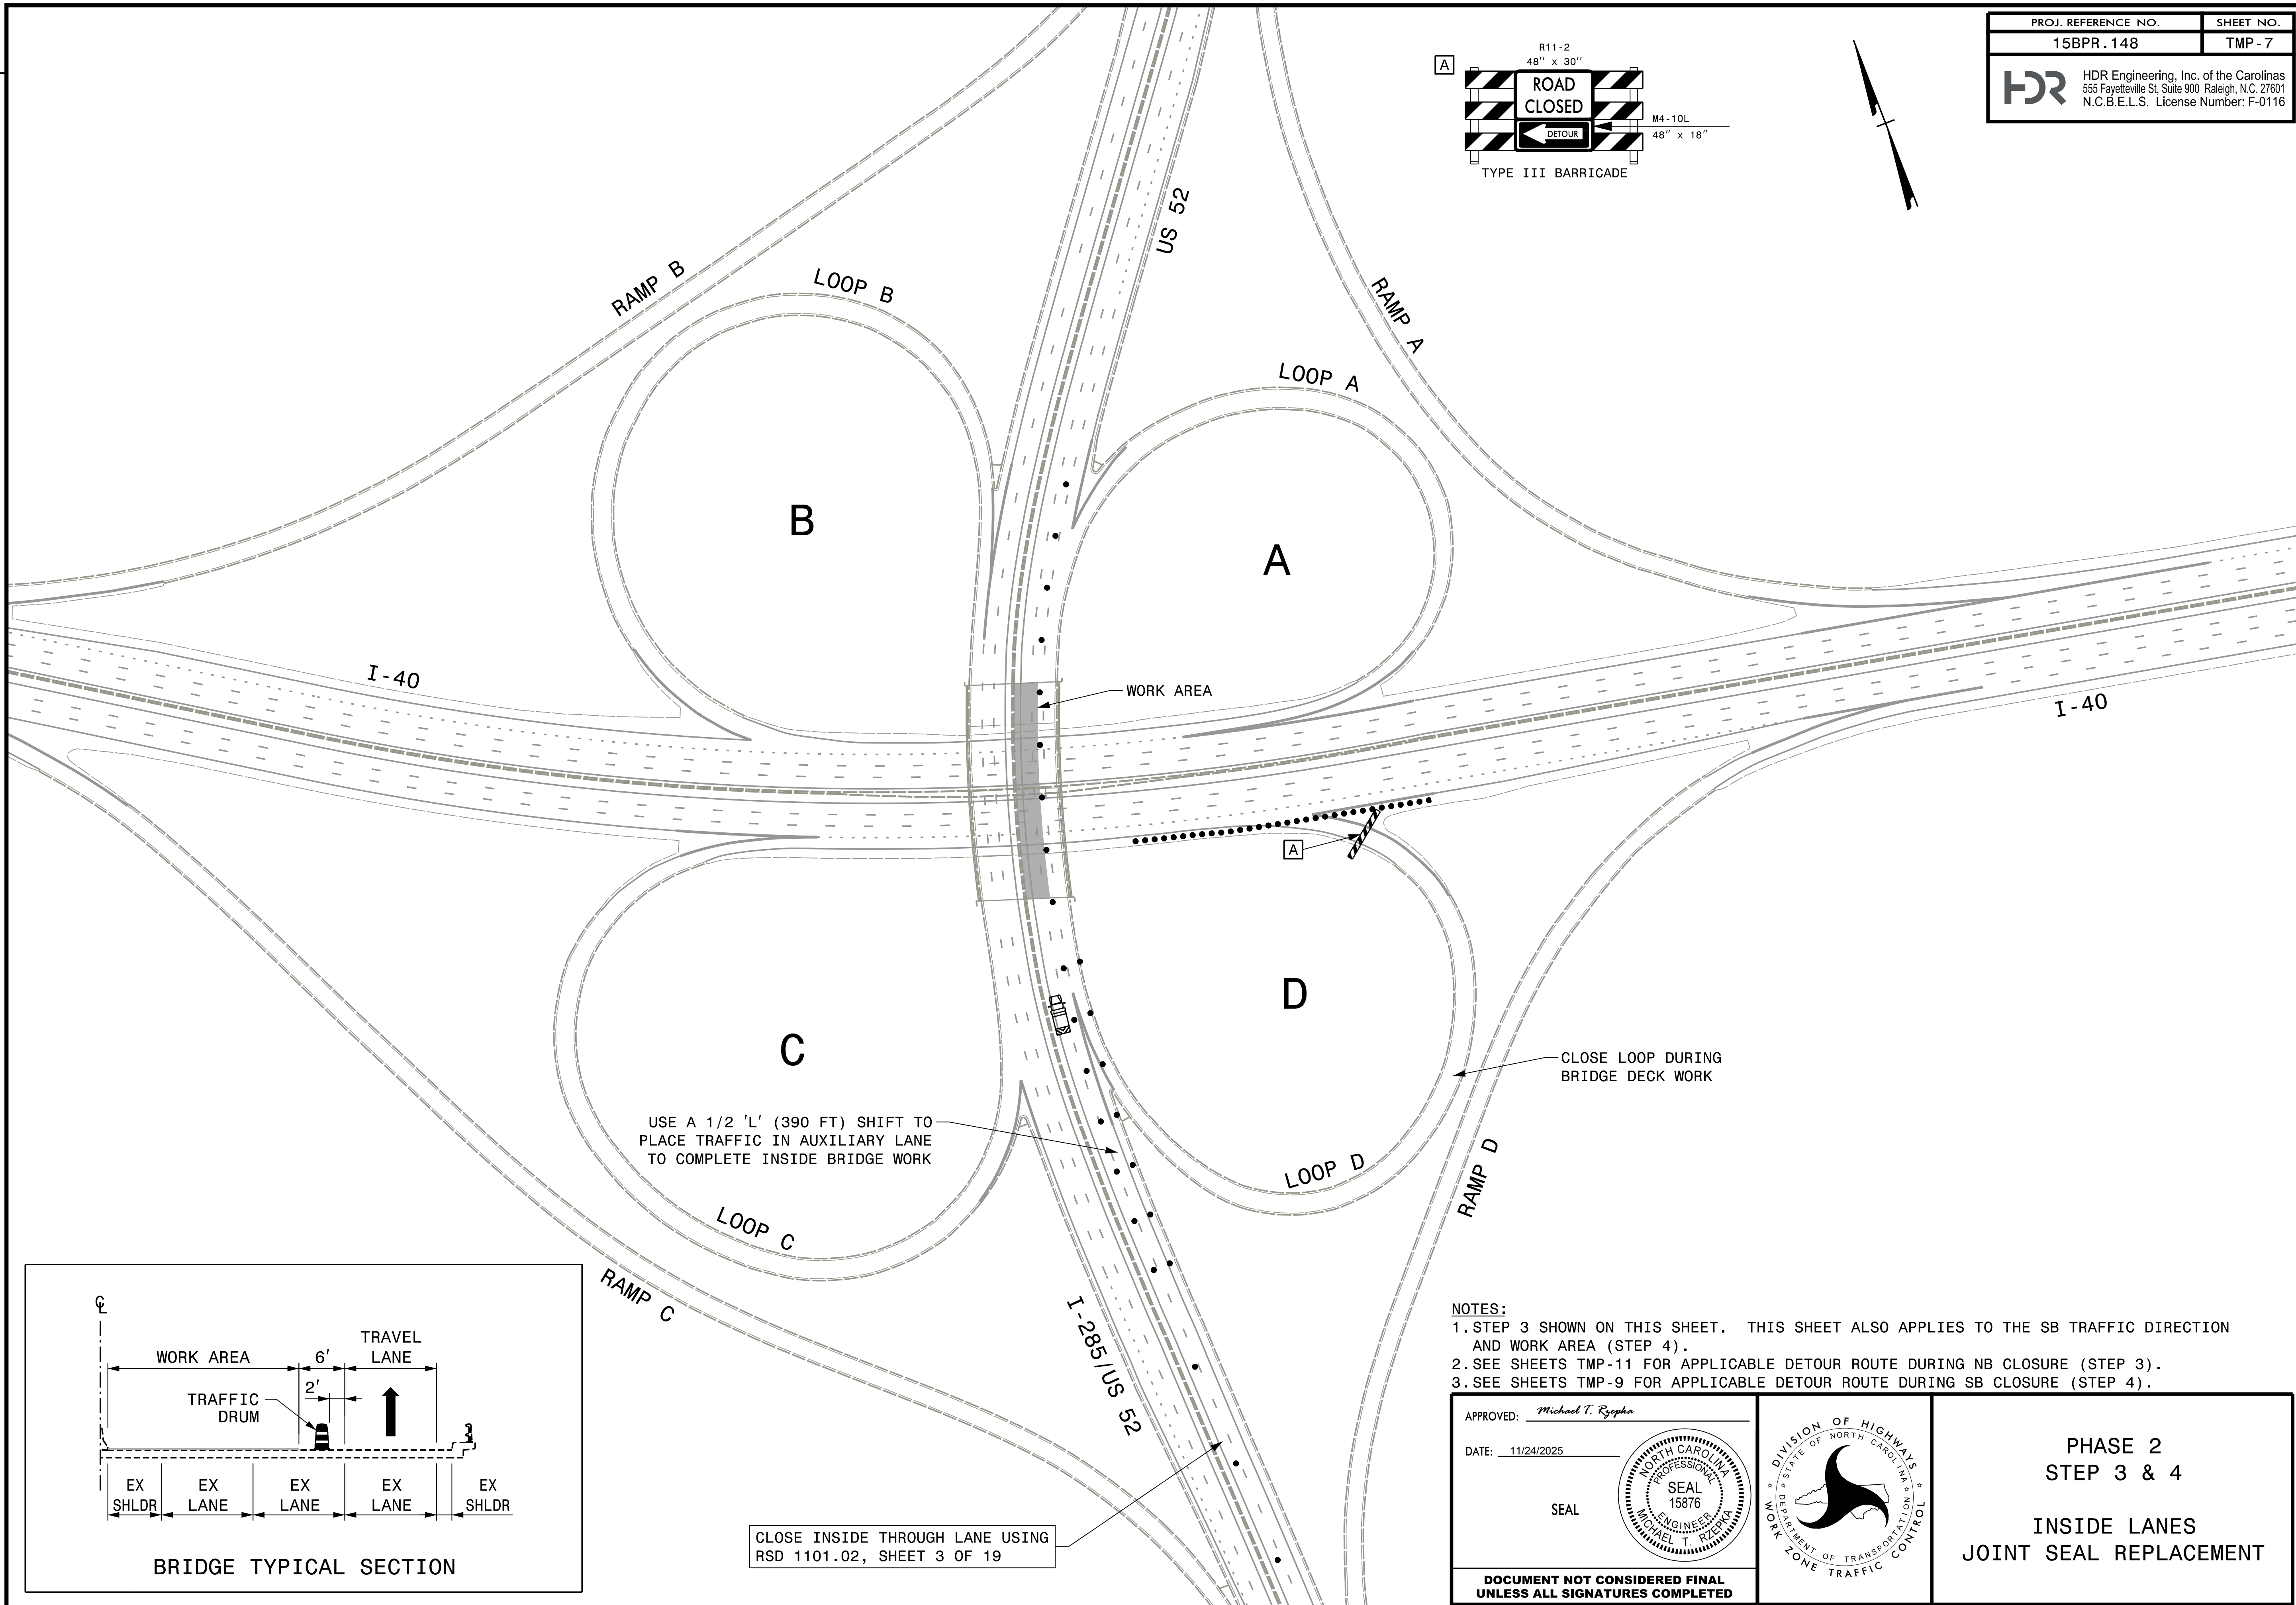 PROJ. REFERENCE NO. SHEET NO.
15BPR.148 TMP-7
HDR
HDR Engineering, Inc. of the Carolinas
555 Fayetteville St, Suite 900 Raleigh, N.C. 27601
N.C.B.E.L.S. License Number: F-0116
A
R11-2
48" x 30"
ROAD
CLOSED
DETOUR
M4-10L
48" x 18"
TYPE III BARRICADE
US 52
RAMP B
LOOP B
RAMP A
LOOP A
B
A
I-40
WORK AREA
I-40
A
C
D
CLOSE LOOP DURING
BRIDGE DECK WORK
USE A 1/2 'L' (390 FT) SHIFT TO
PLACE TRAFFIC IN AUXILIARY LANE
TO COMPLETE INSIDE BRIDGE WORK
LOOP D
RAMP D
LOOP C
RAMP C
I-285/US 52
CLOSE INSIDE THROUGH LANE USING
RSD 1101.02, SHEET 3 OF 19
℄
WORK AREA
6'
TRAVEL
LANE
2'
TRAFFIC
DRUM
EX
SHLDR
EX
LANE
EX
LANE
EX
LANE
EX
SHLDR
BRIDGE TYPICAL SECTION
NOTES:
1. STEP 3 SHOWN ON THIS SHEET. THIS SHEET ALSO APPLIES TO THE SB TRAFFIC DIRECTION
AND WORK AREA (STEP 4).
2. SEE SHEETS TMP-11 FOR APPLICABLE DETOUR ROUTE DURING NB CLOSURE (STEP 3).
3. SEE SHEETS TMP-9 FOR APPLICABLE DETOUR ROUTE DURING SB CLOSURE (STEP 4).
APPROVED: Michael T. Rzepka
DATE: 11/24/2025
SEAL
NORTH CAROLINA
PROFESSIONAL
SEAL
15876
ENGINEER
MICHAEL T. RZEPKA
DOCUMENT NOT CONSIDERED FINAL
UNLESS ALL SIGNATURES COMPLETED
DIVISION OF HIGHWAYS
STATE OF NORTH CAROLINA
DEPARTMENT OF TRANSPORTATION
WORK ZONE TRAFFIC CONTROL
PHASE 2
STEP 3 & 4
INSIDE LANES
JOINT SEAL REPLACEMENT